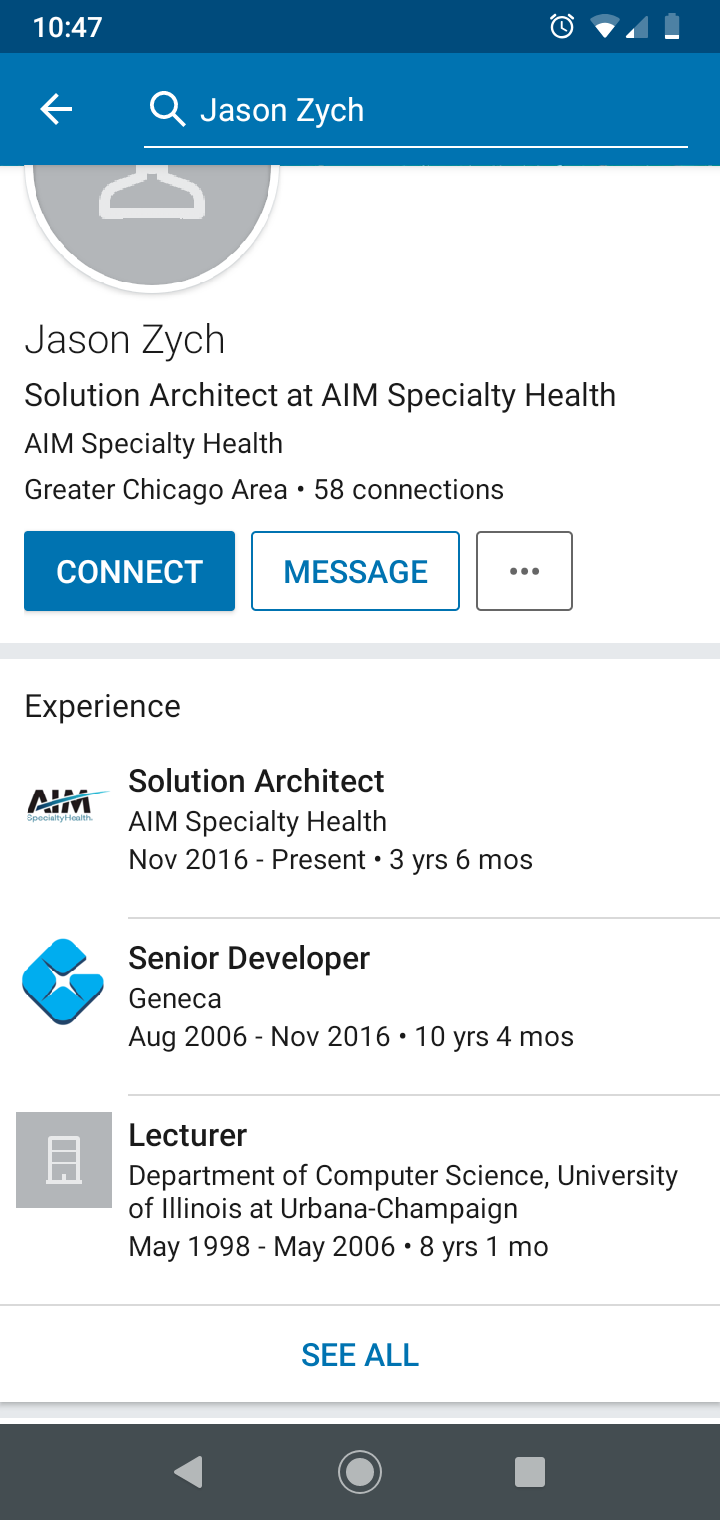 10:47
Jason Zych
Jason Zych
Solution Architect at AIM Specialty Health
AIM Specialty Health
Greater Chicago Area • 58 connections
CONNECT
MESSAGE
•••
Experience
AIM
SpecialtyHealth.
Solution Architect
AIM Specialty Health
Nov 2016 - Present • 3 yrs 6 mos
Senior Developer
Geneca
Aug 2006 - Nov 2016 • 10 yrs 4 mos
Lecturer
Department of Computer Science, University
of Illinois at Urbana-Champaign
May 1998 - May 2006 • 8 yrs 1 mo
SEE ALL